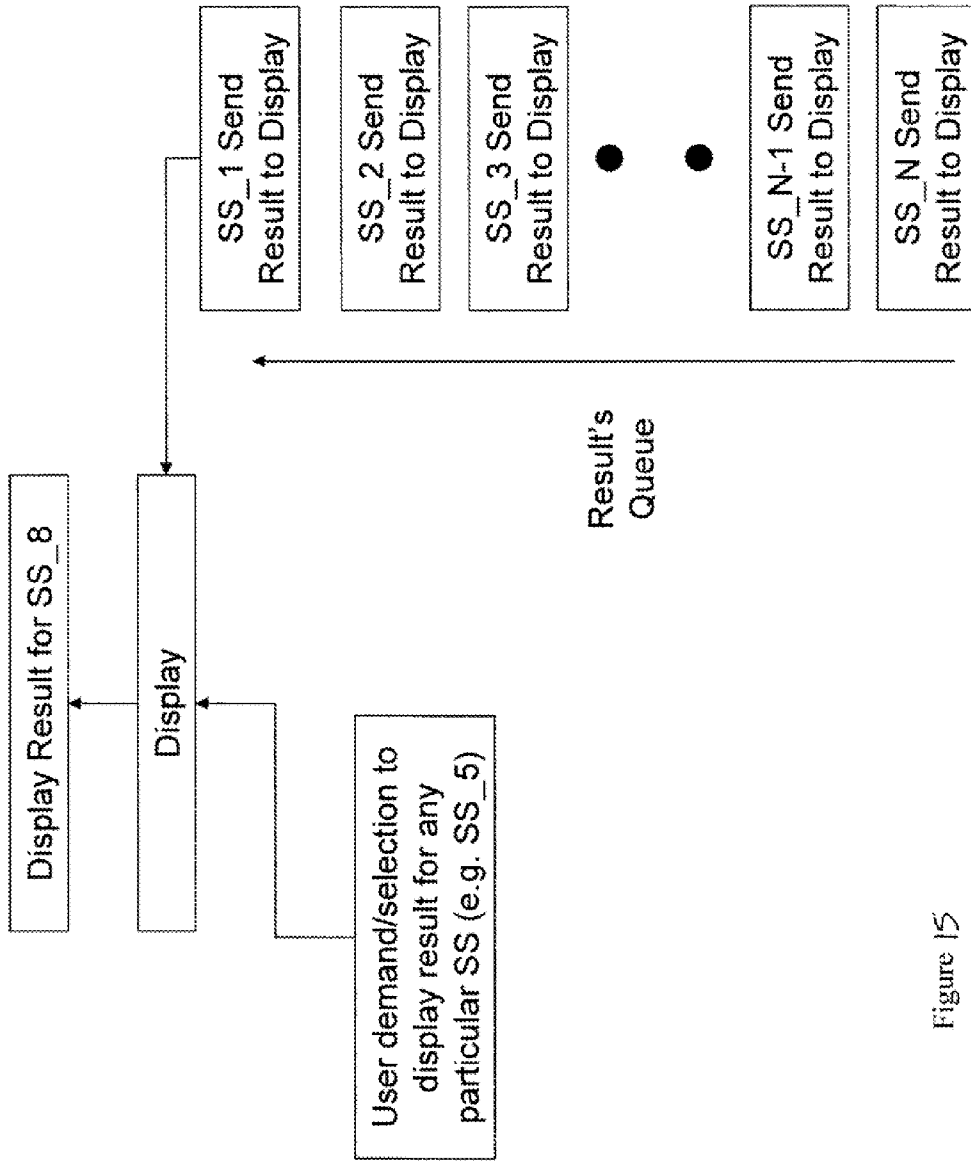 Display Result for SS_8
Display
User demand/selection to
display result for any
particular SS (e.g. SS_5)
Result's
Queue
SS_1 Send
Result to Display
SS_2 Send
Result to Display
SS_3 Send
Result to Display
SS_N-1 Send
Result to Display
SS_N Send
Result to Display
Figure 15